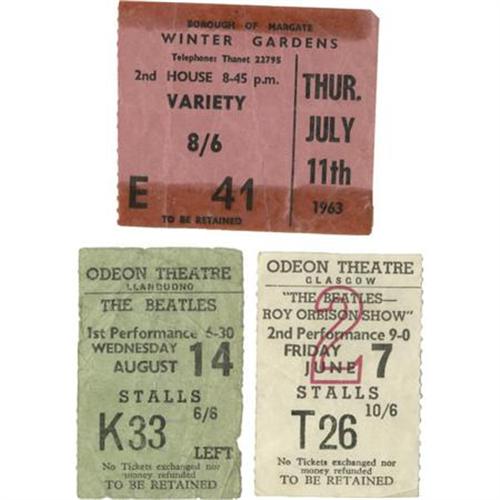 BOROUGH OF MARGATE
WINTER GARDENS
Telephone: Thanet 22795
2nd HOUSE 8-45 p.m.
VARIETY
8/6
E 41
TO BE RETAINED
THUR.
JULY
11th
1963
ODEON THEATRE
LLANDUDNO
THE BEATLES
1st Performance 6-30
WEDNESDAY
AUGUST 14
STALLS
6/6
K33
LEFT
No Tickets exchanged nor
money refunded
TO BE RETAINED
ODEON THEATRE
GLASGOW
"THE BEATLES—
ROY ORBISON SHOW"
2nd Performance 9-0
FRIDAY
JUNE 7
2
STALLS
10/6
T26
No Tickets exchanged nor
money refunded
TO BE RETAINED